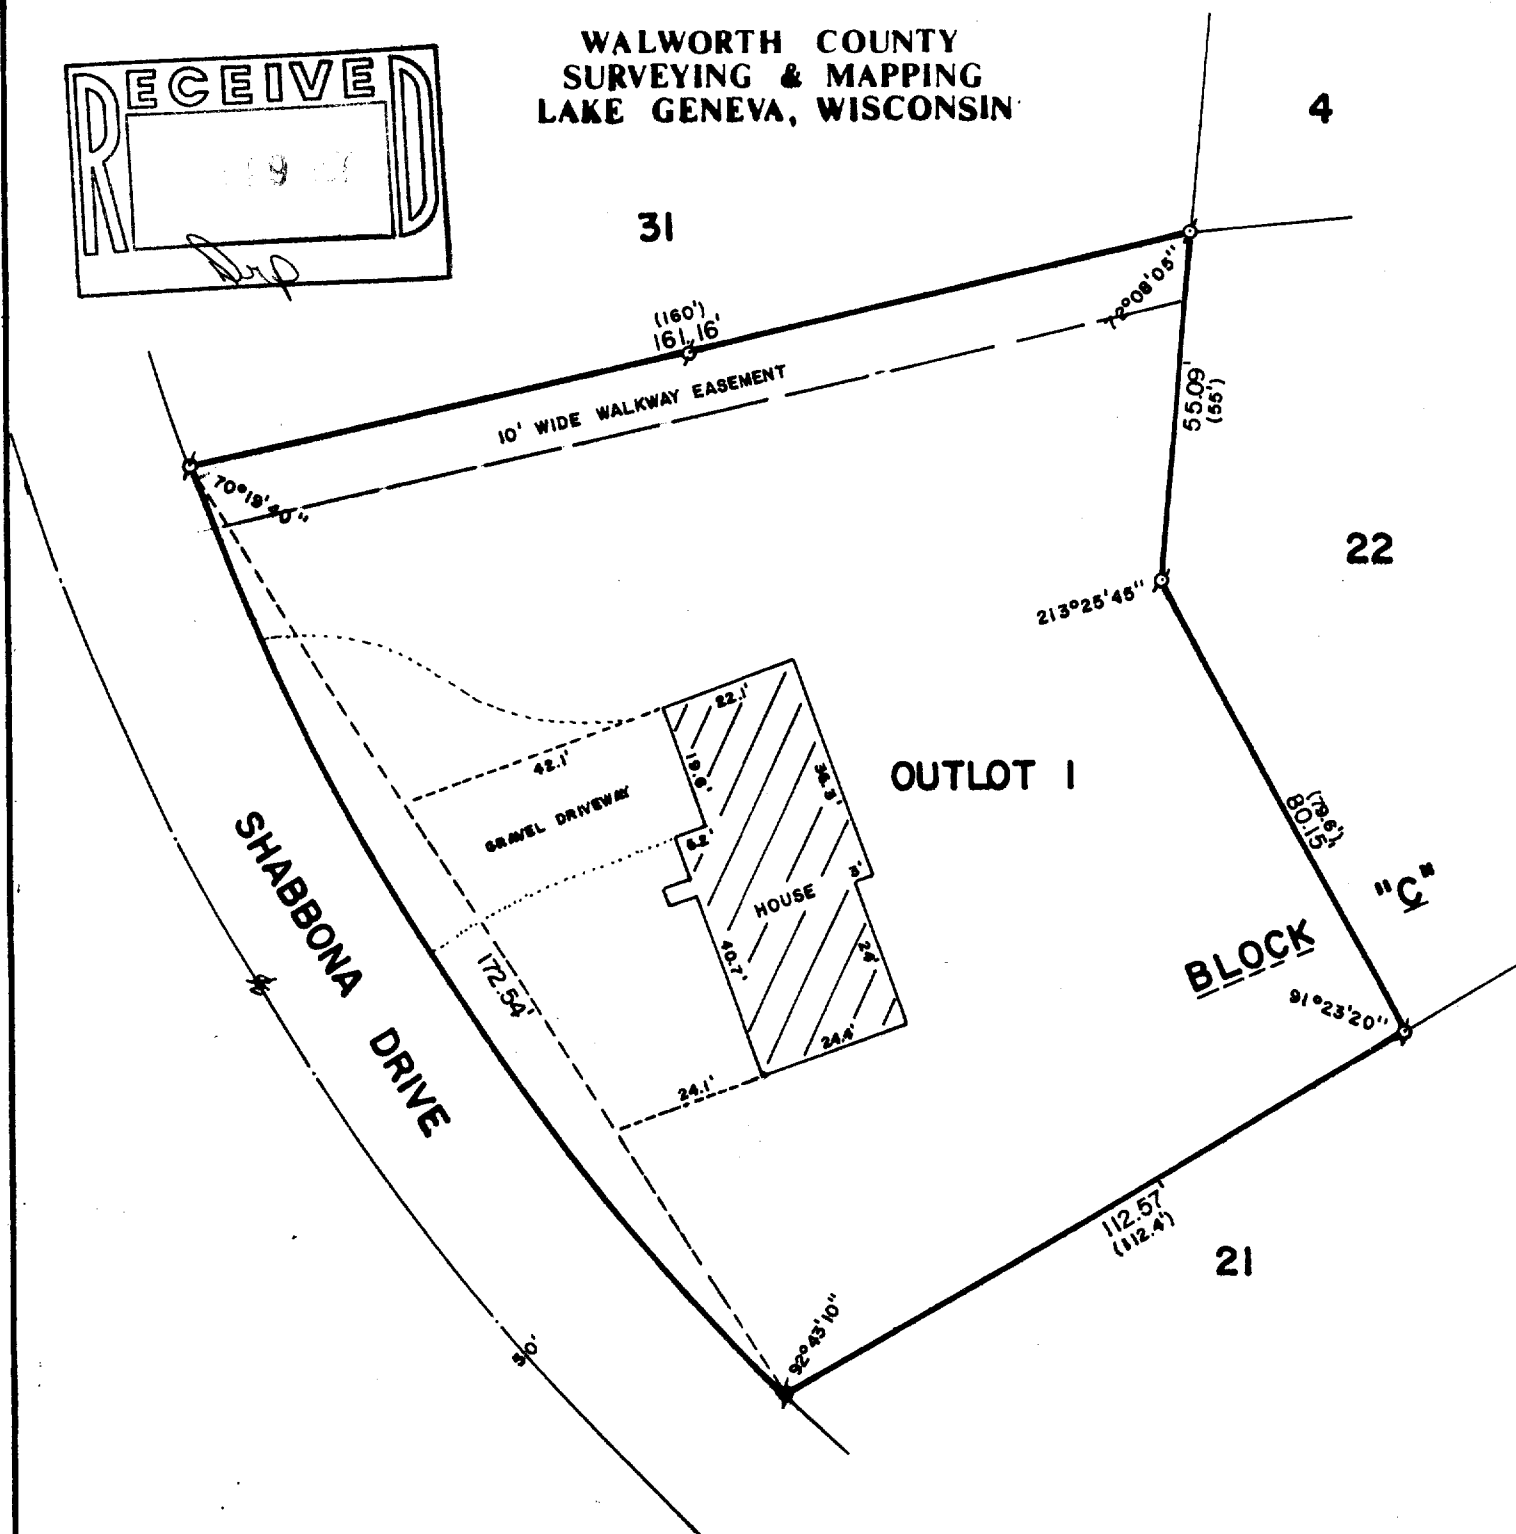 WALWORTH COUNTY
SURVEYING & MAPPING
LAKE GENEVA, WISCONSIN
RECEIVED
9
4
31
(160')
161.16'
72°08'05"
10' WIDE WALKWAY EASEMENT
55.09'
(55')
70°19'40"
22
213°25'45"
22.1'
42.1'
19.6'
36.3'
OUTLOT 1
GRAVEL DRIVEWAY
6.2'
3'
HOUSE
(79.6')
80.15'
"C"
BLOCK
SHABBONA DRIVE
172.54'
40.7'
24'
91°23'20"
24.4'
24.1'
112.57'
(112.4')
21
92°43'10"
50'